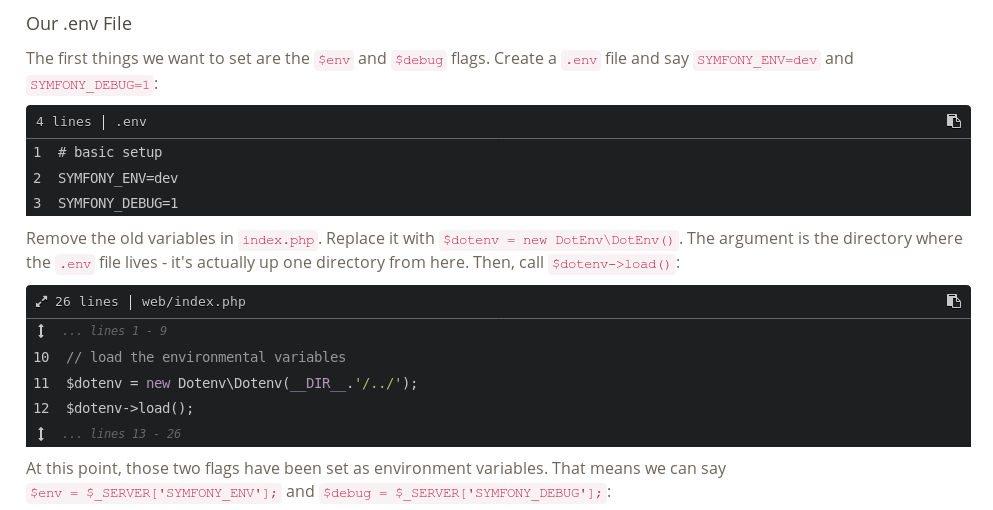 Our .env File
The first things we want to set are the $env and $debug flags. Create a .env file and say SYMFONY_ENV=dev and
SYMFONY_DEBUG=1 :
4 lines | .env
1 # basic setup
2 SYMFONY_ENV=dev
3 SYMFONY_DEBUG=1
Remove the old variables in index.php . Replace it with $dotenv = new DotEnv\DotEnv() . The argument is the directory where
the .env file lives - it's actually up one directory from here. Then, call $dotenv->load() :
26 lines | web/index.php
... lines 1 - 9
10 // load the environmental variables
11 $dotenv = new Dotenv\Dotenv(__DIR__.'/../');
12 $dotenv->load();
... lines 13 - 26
At this point, those two flags have been set as environment variables. That means we can say
$env = $_SERVER['SYMFONY_ENV']; and $debug = $_SERVER['SYMFONY_DEBUG']; :